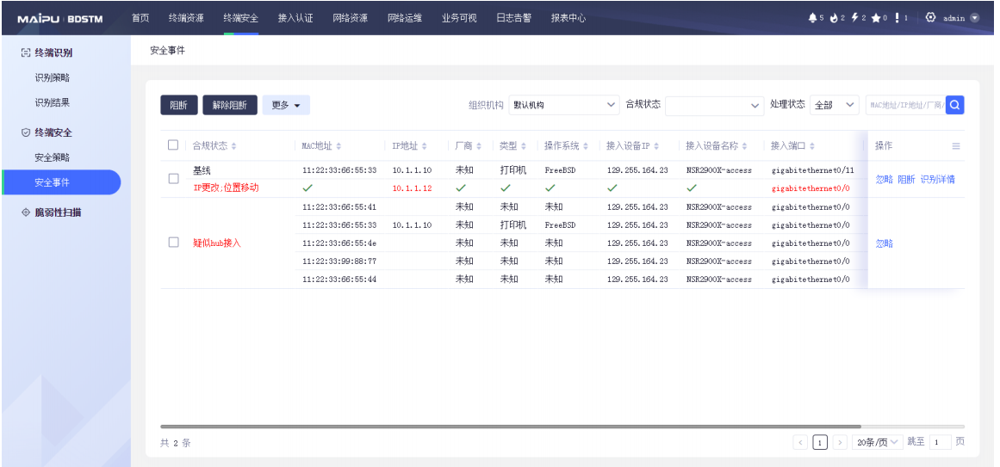 MAIPU BDSTM 首页 终端资源 终端安全 接入认证 网络资源 网络运维 业务可视 日志告警 报表中心 5 2 2 0 1 admin
终端识别
识别策略
识别结果
终端安全
安全策略
安全事件
脆弱性扫描
安全事件
阻断 解除阻断 更多 组织机构 默认机构 合规状态 处理状态 全部 MAC地址/IP地址/厂商/
合规状态 MAC地址 IP地址 厂商 类型 操作系统 接入设备IP 接入设备名称 接入端口 操作
基线 11:22:33:66:55:33 10.1.1.10 未知 打印机 FreeBSD 129.255.164.23 NSR2900X-access gigabitethernet0/11
IP更改;位置移动 ✓ 10.1.1.12 ✓ ✓ ✓ ✓ ✓ gigabitethernet0/0
忽略 阻断 识别详情
11:22:33:66:55:41 未知 未知 未知 129.255.164.23 NSR2900X-access gigabitethernet0/0
11:22:33:66:55:33 10.1.1.10 未知 打印机 FreeBSD 129.255.164.23 NSR2900X-access gigabitethernet0/0
疑似hub接入 11:22:33:66:55:4e 未知 未知 未知 129.255.164.23 NSR2900X-access gigabitethernet0/0 忽略
11:22:33:99:88:77 未知 未知 未知 129.255.164.23 NSR2900X-access gigabitethernet0/0
11:22:33:66:55:44 未知 未知 未知 129.255.164.23 NSR2900X-access gigabitethernet0/0
共 2 条 < 1 > 20条/页 跳至 1 页